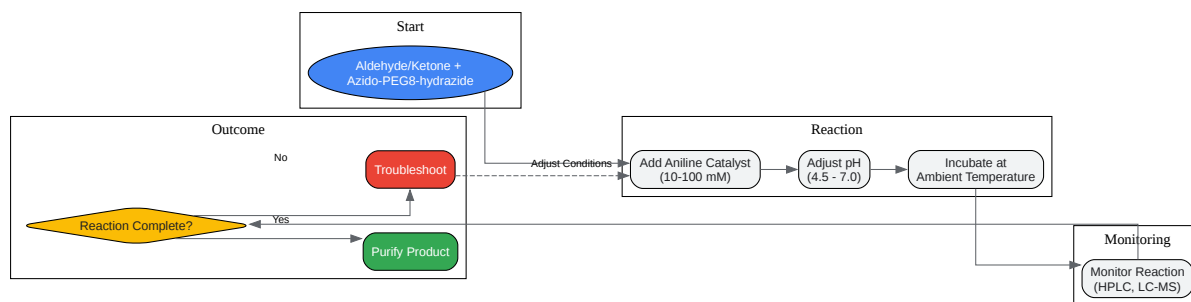 Start
Aldehyde/Ketone +
Azido-PEG8-hydrazide
Outcome
No
Troubleshoot
Adjust Conditions
Reaction Complete?
Yes
Purify Product
Reaction
Add Aniline Catalyst
(10-100 mM)
Adjust pH
(4.5 - 7.0)
Incubate at
Ambient Temperature
Monitoring
Monitor Reaction
(HPLC, LC-MS)